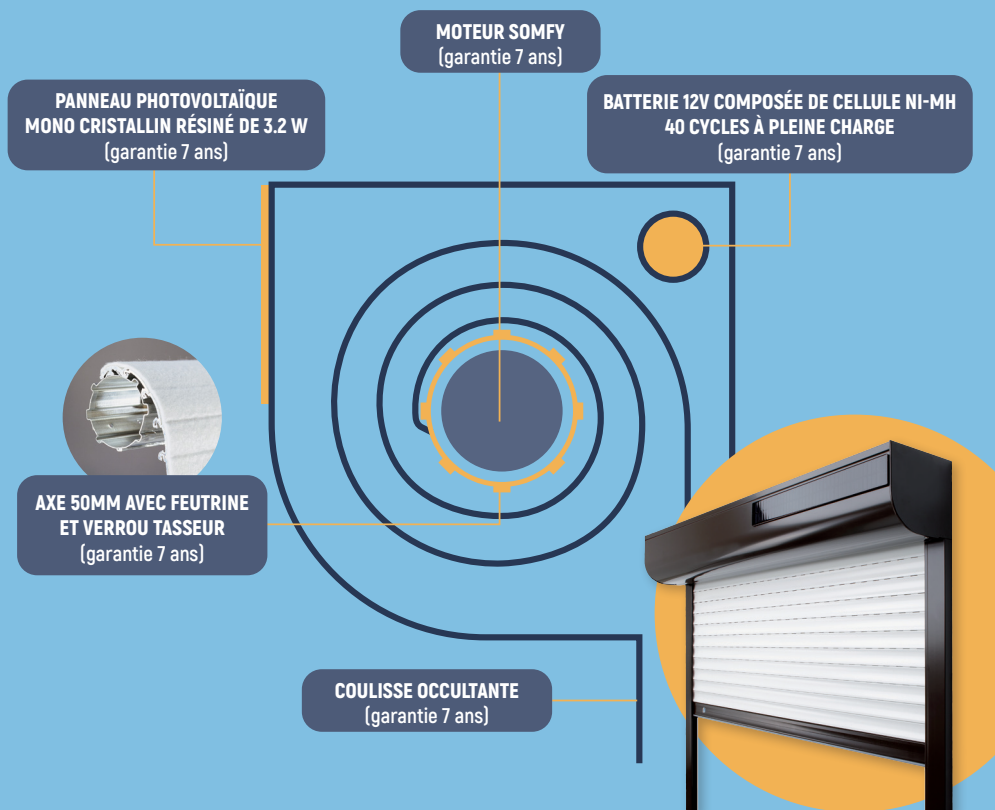 MOTEUR SOMFY
(garantie 7 ans)
PANNEAU PHOTOVOLTAÏQUE
MONO CRISTALLIN RÉSINÉ DE 3.2 W
(garantie 7 ans)
BATTERIE 12V COMPOSÉE DE CELLULE NI-MH
40 CYCLES À PLEINE CHARGE
(garantie 7 ans)
AXE 50MM AVEC FEUTRINE
ET VERROU TASSEUR
(garantie 7 ans)
COULISSE OCCULTANTE
(garantie 7 ans)